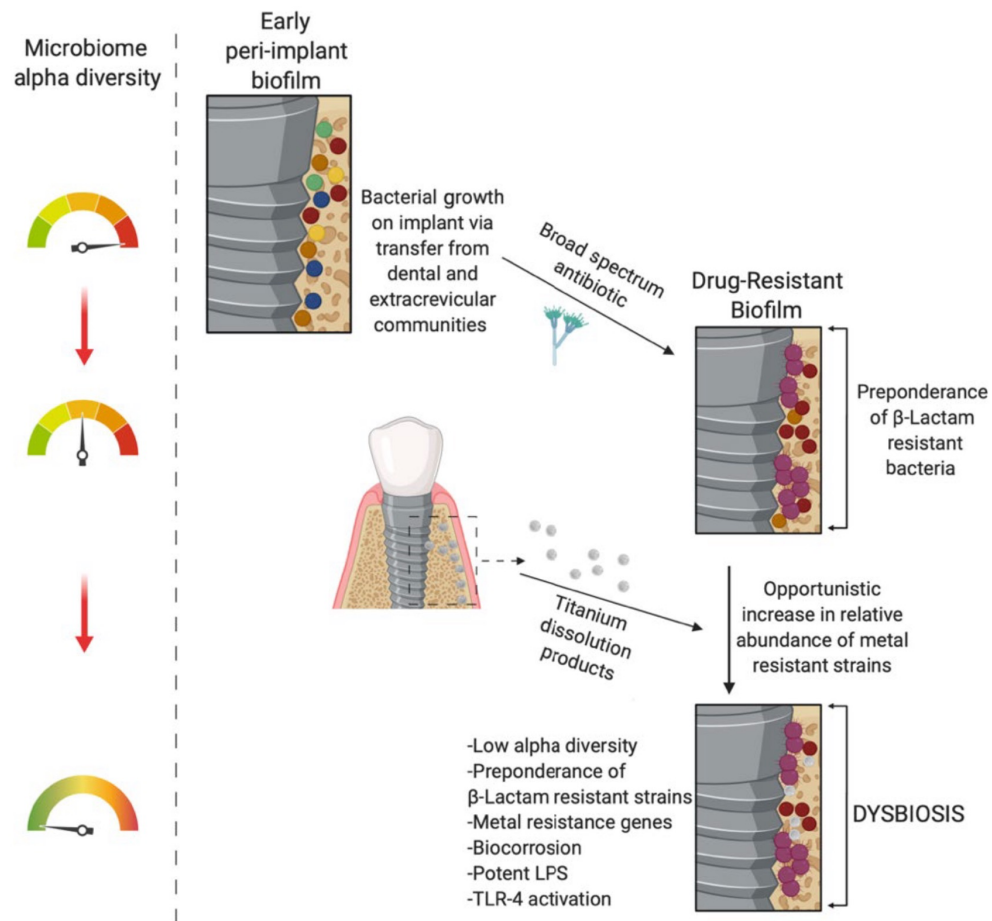 Microbiome
alpha diversity
Early
peri-implant
biofilm
Bacterial growth
on implant via
transfer from
dental and
extracrevicular
communities
Broad spectrum
antibiotic
Drug-Resistant
Biofilm
Preponderance
of β-Lactam
resistant
bacteria
Titanium
dissolution
products
Opportunistic
increase in relative
abundance of metal
resistant strains
-Low alpha diversity
-Preponderance of
β-Lactam resistant strains
-Metal resistance genes
-Biocorrosion
-Potent LPS
-TLR-4 activation
DYSBIOSIS